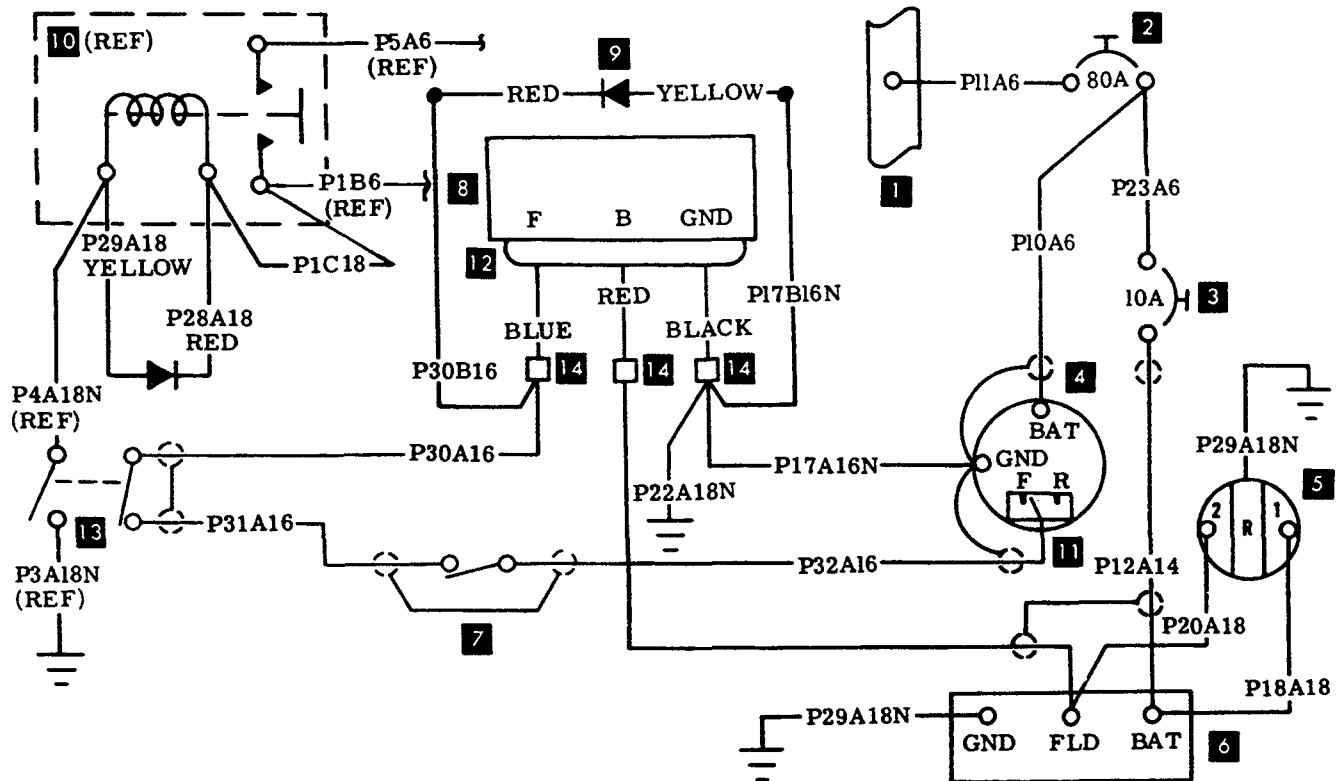 10 (REF)
P5A6
(REF)
9
RED
YELLOW
P11A6
80A
2
1
P1B6
(REF)
8
F B GND
12
P23A6
P10A6
P29A18
YELLOW
P1C18
RED
P17B16N
10A
3
P28A18
RED
BLUE
BLACK
P30B16
14
14
14
4
P4A18N
(REF)
BAT
GND
F R
P30A16
P17A16N
P29A18N
5
P22A18N
2 R 1
13
P31A16
11
P3A18N
(REF)
P32A16
P12A14
7
P20A18
P18A18
P29A18N
GND FLD BAT
6